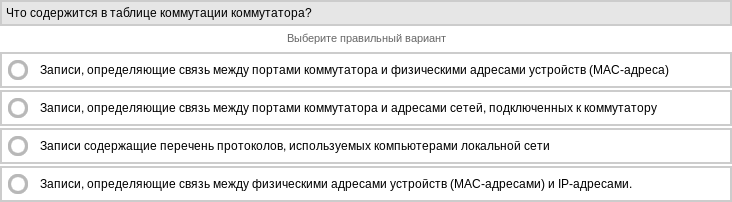 Что содержится в таблице коммутации коммутатора?
Выберите правильный вариант
Записи, определяющие связь между портами коммутатора и физическими адресами устройств (MAC-адреса)
Записи, определяющие связь между портами коммутатора и адресами сетей, подключенных к коммутатору
Записи содержащие перечень протоколов, используемых компьютерами локальной сети
Записи, определяющие связь между физическими адресами устройств (MAC-адресами) и IP-адресами.